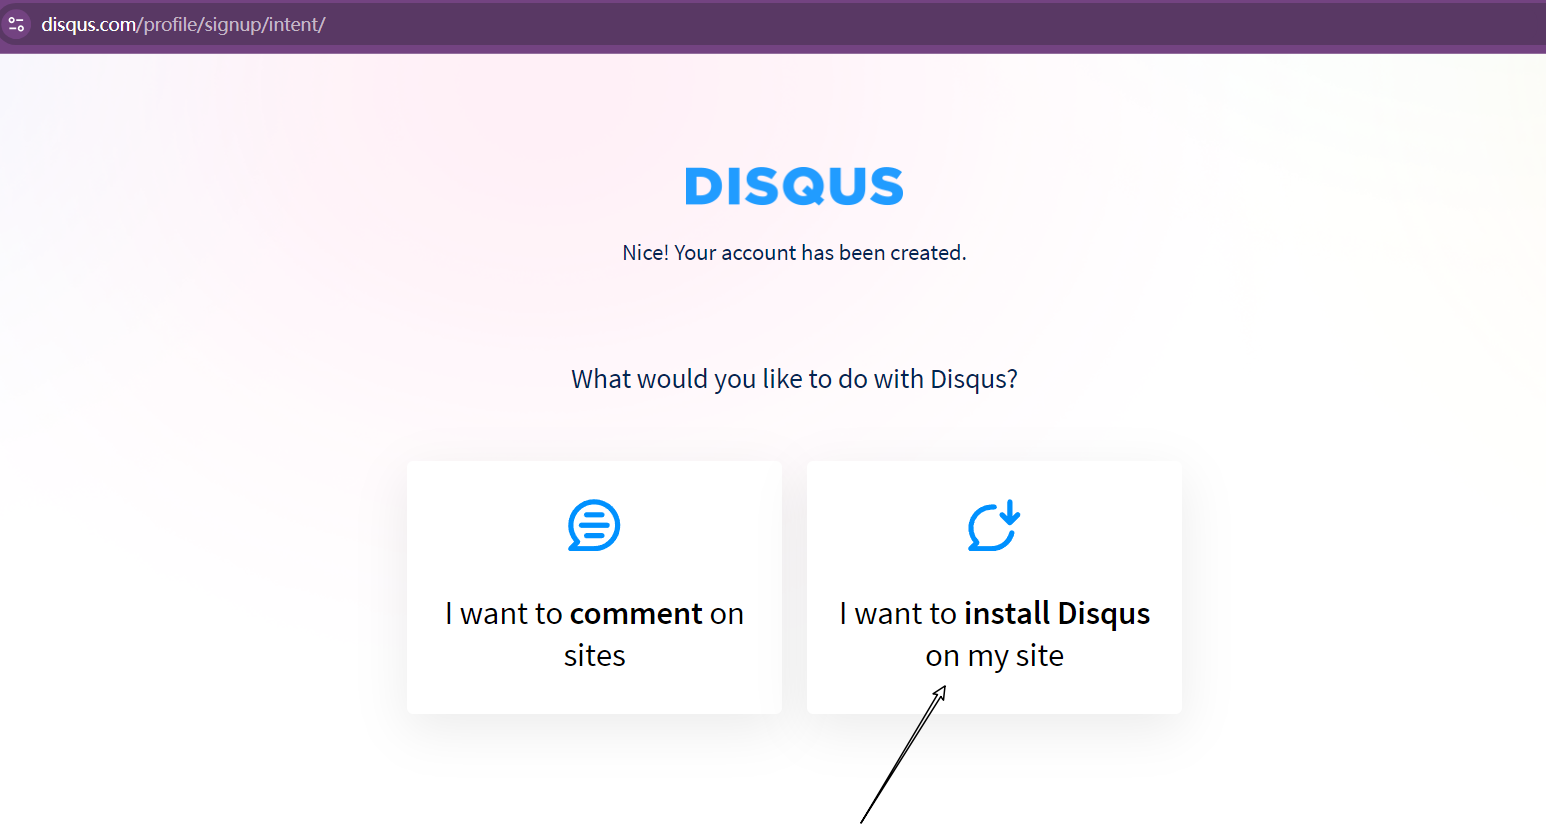 disqus.com/profile/signup/intent/
DISQUS
Nice! Your account has been created.
What would you like to do with Disqus?
I want to comment on
sites
I want to install Disqus
on my site